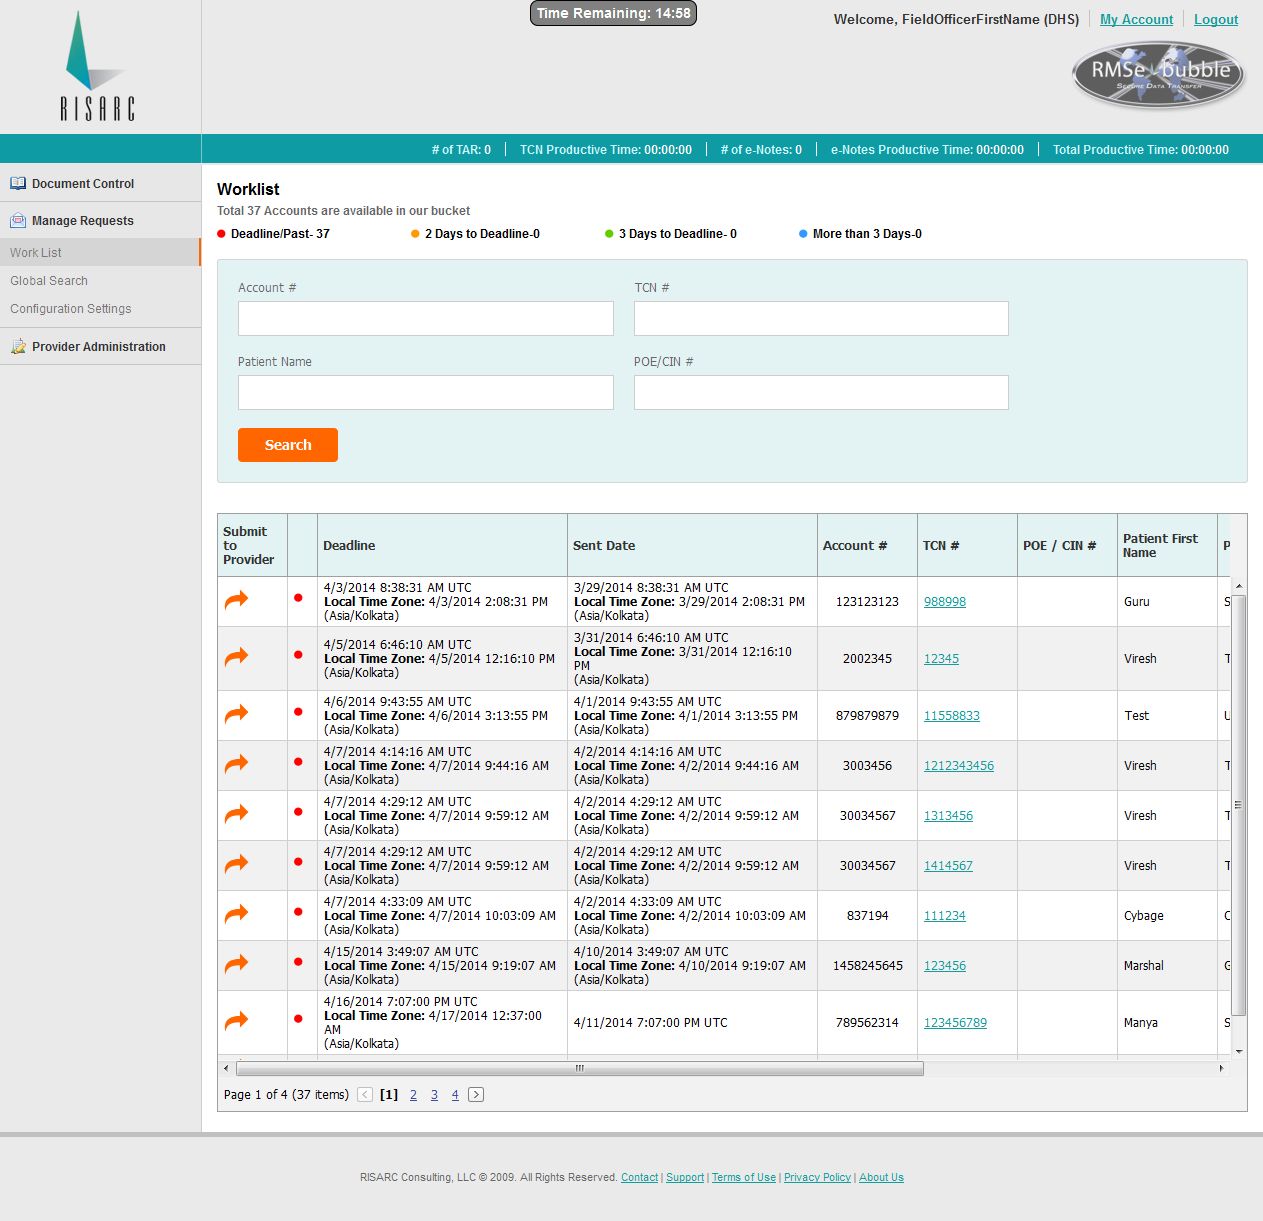 Time Remaining: 14:58
Welcome, FieldOfficerFirstName (DHS) My Account Logout
RISARC
RMSe bubble
SECURE DATA TRANSFER
# of TAR: 0 TCN Productive Time: 00:00:00 # of e-Notes: 0 e-Notes Productive Time: 00:00:00 Total Productive Time: 00:00:00
Document Control
Manage Requests
Work List
Global Search
Configuration Settings
Provider Administration
Worklist
Total 37 Accounts are available in our bucket
Deadline/Past- 37 2 Days to Deadline-0 3 Days to Deadline- 0 More than 3 Days-0
Account # TCN #
Patient Name POE/CIN #
Search
Submit to Provider Deadline Sent Date Account # TCN # POE / CIN # Patient First Name P
4/3/2014 8:38:31 AM UTC 3/29/2014 8:38:31 AM UTC
Local Time Zone: 4/3/2014 2:08:31 PM Local Time Zone: 3/29/2014 2:08:31 PM 123123123 988998 Guru S
(Asia/Kolkata) (Asia/Kolkata)
4/5/2014 6:46:10 AM UTC 3/31/2014 6:46:10 AM UTC
Local Time Zone: 4/5/2014 12:16:10 PM Local Time Zone: 3/31/2014 12:16:10 PM 2002345 12345 Viresh T
(Asia/Kolkata) (Asia/Kolkata)
4/6/2014 9:43:55 AM UTC 4/1/2014 9:43:55 AM UTC
Local Time Zone: 4/6/2014 3:13:55 PM Local Time Zone: 4/1/2014 3:13:55 PM 879879879 11558833 Test U
(Asia/Kolkata) (Asia/Kolkata)
4/7/2014 4:14:16 AM UTC 4/2/2014 4:14:16 AM UTC
Local Time Zone: 4/7/2014 9:44:16 AM Local Time Zone: 4/2/2014 9:44:16 AM 3003456 1212343456 Viresh T
(Asia/Kolkata) (Asia/Kolkata)
4/7/2014 4:29:12 AM UTC 4/2/2014 4:29:12 AM UTC
Local Time Zone: 4/7/2014 9:59:12 AM Local Time Zone: 4/2/2014 9:59:12 AM 30034567 1313456 Viresh T
(Asia/Kolkata) (Asia/Kolkata)
4/7/2014 4:29:12 AM UTC 4/2/2014 4:29:12 AM UTC
Local Time Zone: 4/7/2014 9:59:12 AM Local Time Zone: 4/2/2014 9:59:12 AM 30034567 1414567 Viresh T
(Asia/Kolkata) (Asia/Kolkata)
4/7/2014 4:33:09 AM UTC 4/2/2014 4:33:09 AM UTC
Local Time Zone: 4/7/2014 10:03:09 AM Local Time Zone: 4/2/2014 10:03:09 AM 837194 111234 Cybage C
(Asia/Kolkata) (Asia/Kolkata)
4/15/2014 3:49:07 AM UTC 4/10/2014 3:49:07 AM UTC
Local Time Zone: 4/15/2014 9:19:07 AM Local Time Zone: 4/10/2014 9:19:07 AM 1458245645 123456 Marshal G
(Asia/Kolkata) (Asia/Kolkata)
4/16/2014 7:07:00 PM UTC
Local Time Zone: 4/17/2014 12:37:00 AM 4/11/2014 7:07:00 PM UTC 789562314 123456789 Manya S
(Asia/Kolkata)
Page 1 of 4 (37 items) < [1] 2 3 4 >
RISARC Consulting, LLC © 2009. All Rights Reserved. Contact | Support | Terms of Use | Privacy Policy | About Us